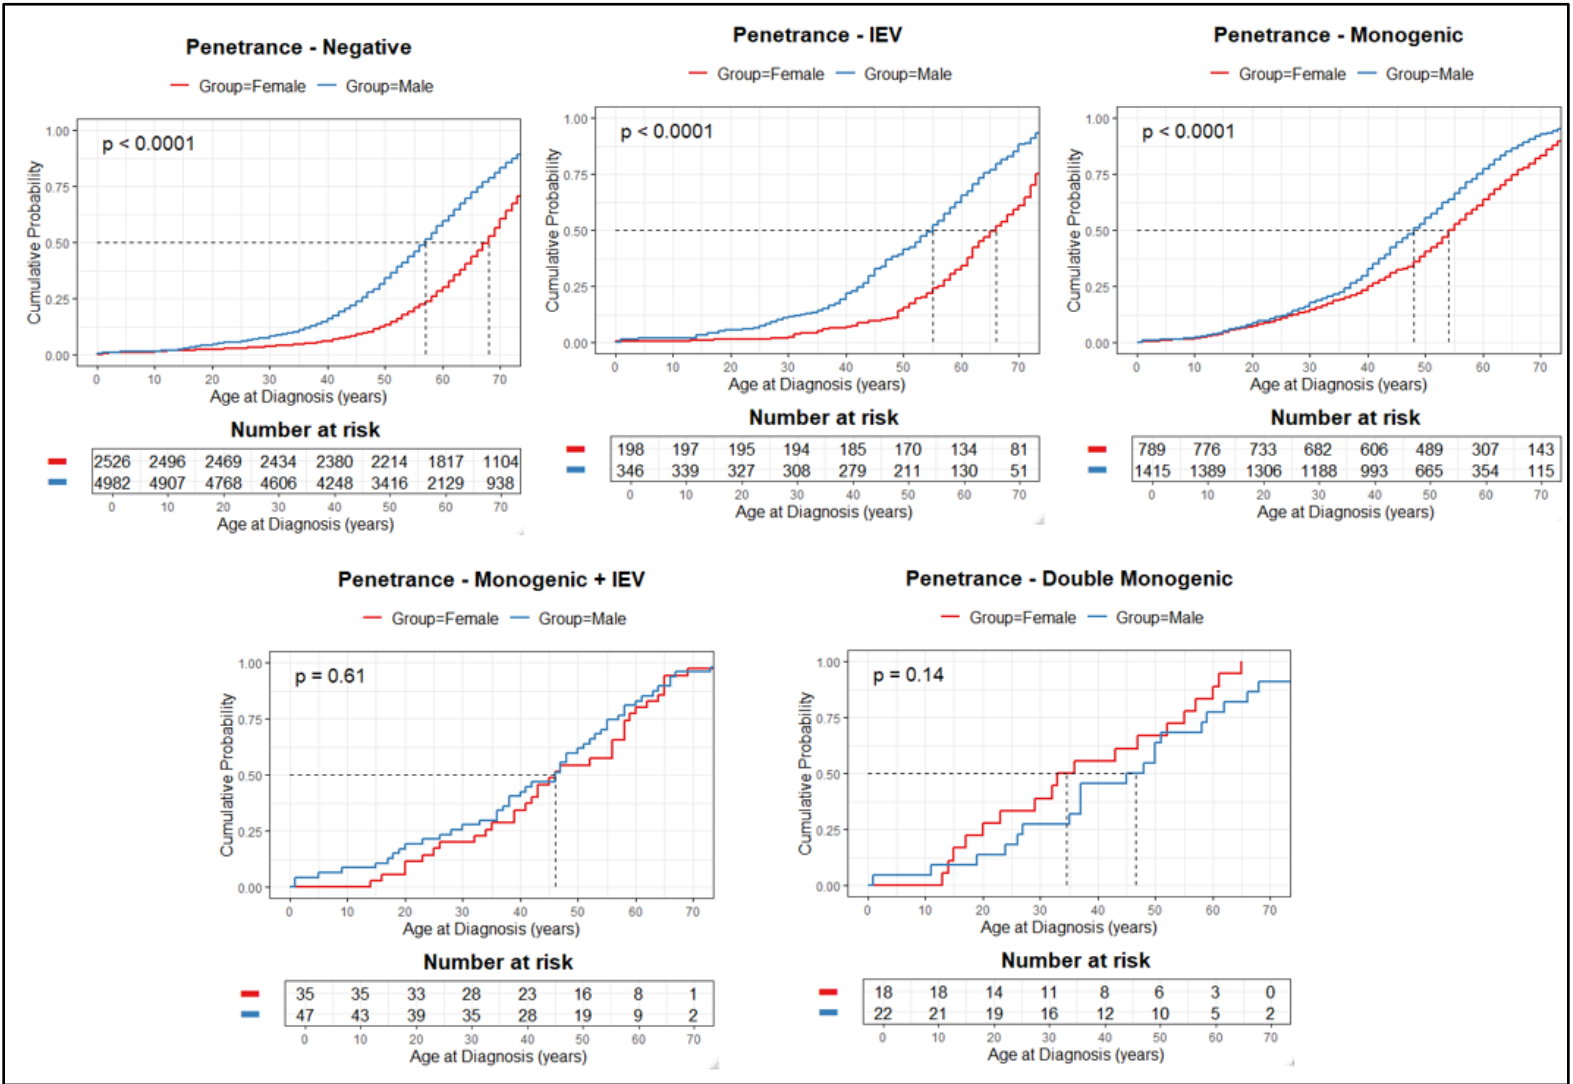 Penetrance - Negative
Group=Female Group=Male
p < 0.0001
Cumulative Probability
1.00
0.75
0.50
0.25
0.00
0 10 20 30 40 50 60 70
Age at Diagnosis (years)
Number at risk
2526 2496 2469 2434 2380 2214 1817 1104
4982 4907 4768 4606 4248 3416 2129 938
0 10 20 30 40 50 60 70
Age at Diagnosis (years)
Penetrance - IEV
Group=Female Group=Male
p < 0.0001
Cumulative Probability
1.00
0.75
0.50
0.25
0.00
0 10 20 30 40 50 60 70
Age at Diagnosis (years)
Number at risk
198 197 195 194 185 170 134 81
346 339 327 308 279 211 130 51
0 10 20 30 40 50 60 70
Age at Diagnosis (years)
Penetrance - Monogenic
Group=Female Group=Male
p < 0.0001
Cumulative Probability
1.00
0.75
0.50
0.25
0.00
0 10 20 30 40 50 60 70
Age at Diagnosis (years)
Number at risk
789 776 733 682 606 489 307 143
1415 1389 1306 1188 993 665 354 115
0 10 20 30 40 50 60 70
Age at Diagnosis (years)
Penetrance - Monogenic + IEV
Group=Female Group=Male
p = 0.61
Cumulative Probability
1.00
0.75
0.50
0.25
0.00
0 10 20 30 40 50 60 70
Age at Diagnosis (years)
Number at risk
35 35 33 28 23 16 8 1
47 43 39 35 28 19 9 2
0 10 20 30 40 50 60 70
Age at Diagnosis (years)
Penetrance - Double Monogenic
Group=Female Group=Male
p = 0.14
Cumulative Probability
1.00
0.75
0.50
0.25
0.00
0 10 20 30 40 50 60 70
Age at Diagnosis (years)
Number at risk
18 18 14 11 8 6 3 0
22 21 19 16 12 10 5 2
0 10 20 30 40 50 60 70
Age at Diagnosis (years)